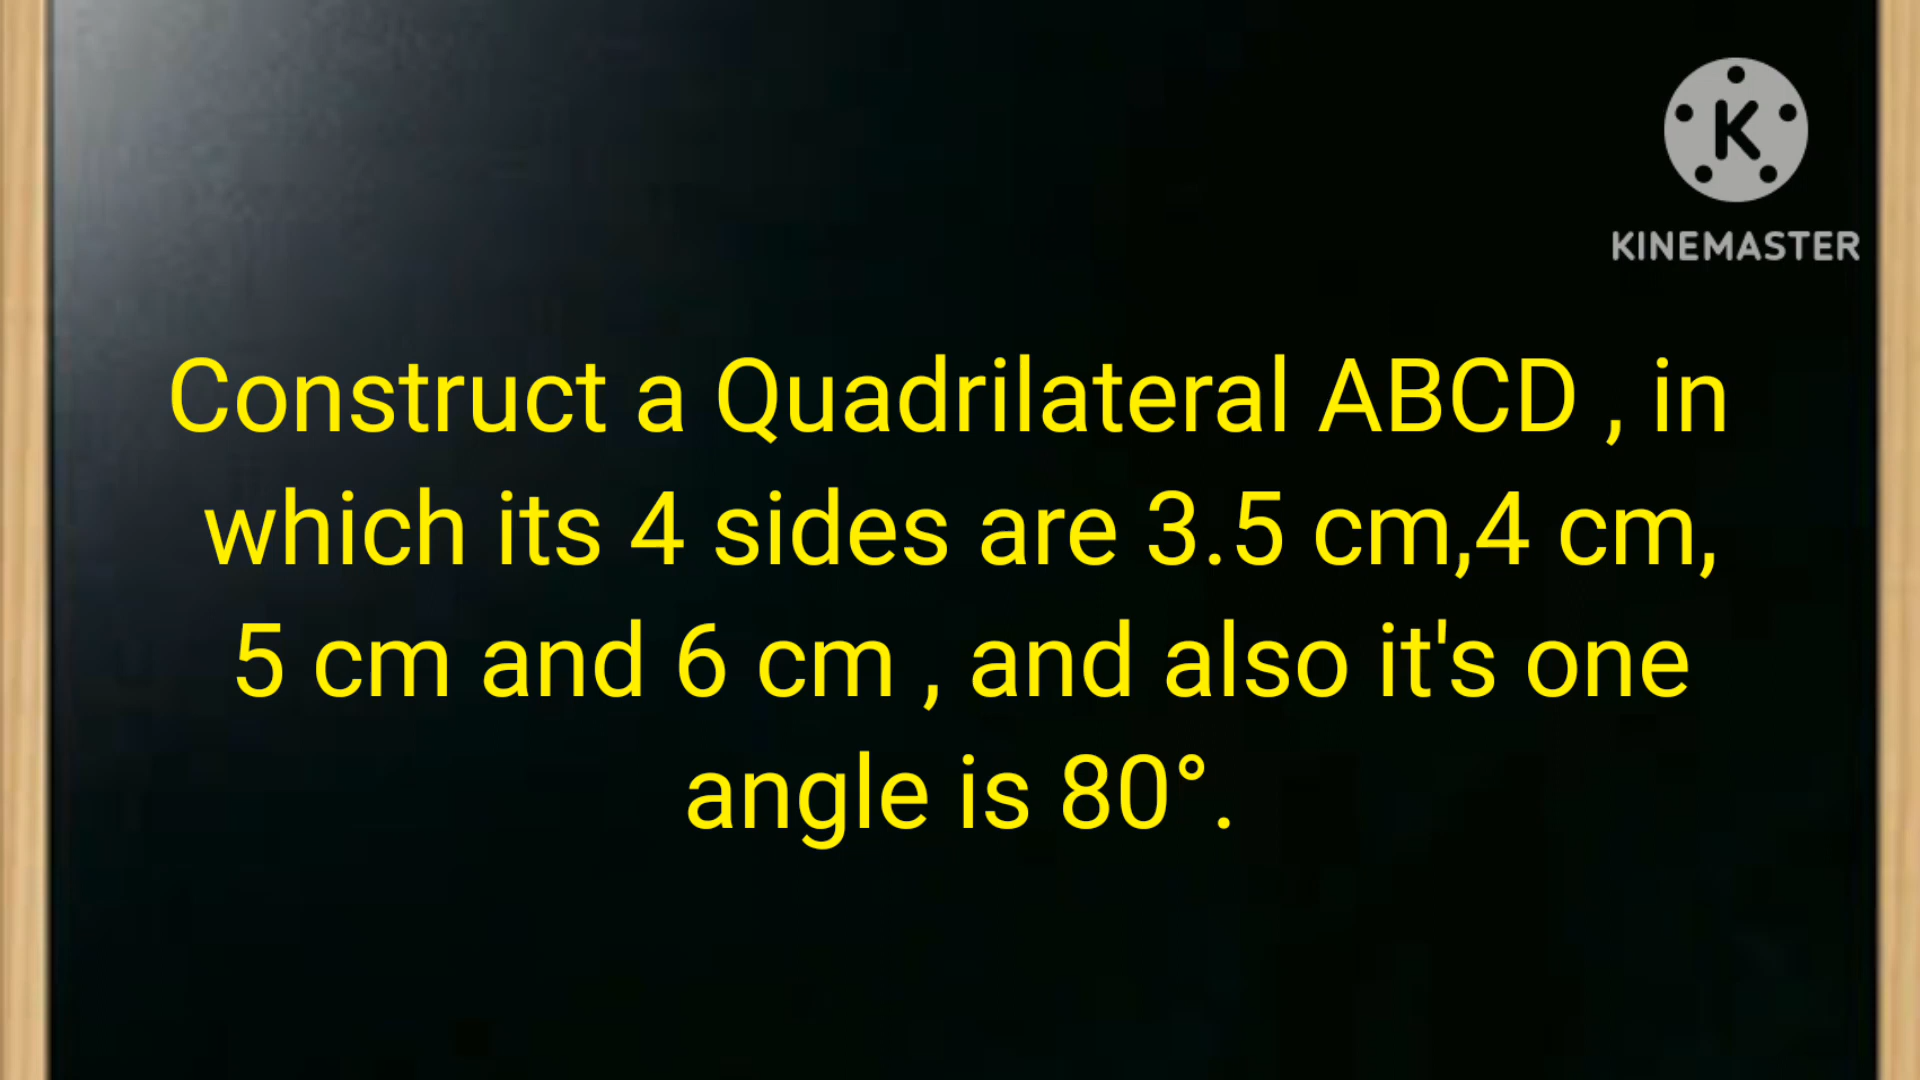 K
KINEMASTER
Construct a Quadrilateral ABCD , in
which its 4 sides are 3.5 cm,4 cm,
5 cm and 6 cm , and also it's one
angle is 80°.